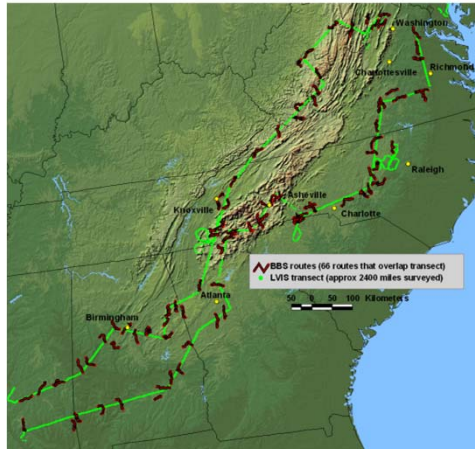 Washington
Charlottesville
Richmond
Raleigh
Knoxville
Asheville
Charlotte
BBS routes (66 routes that overlap transect)
LVIS transect (approx 2400 miles surveyed)
50 0 50 100 Kilometers
Atlanta
Birmingham